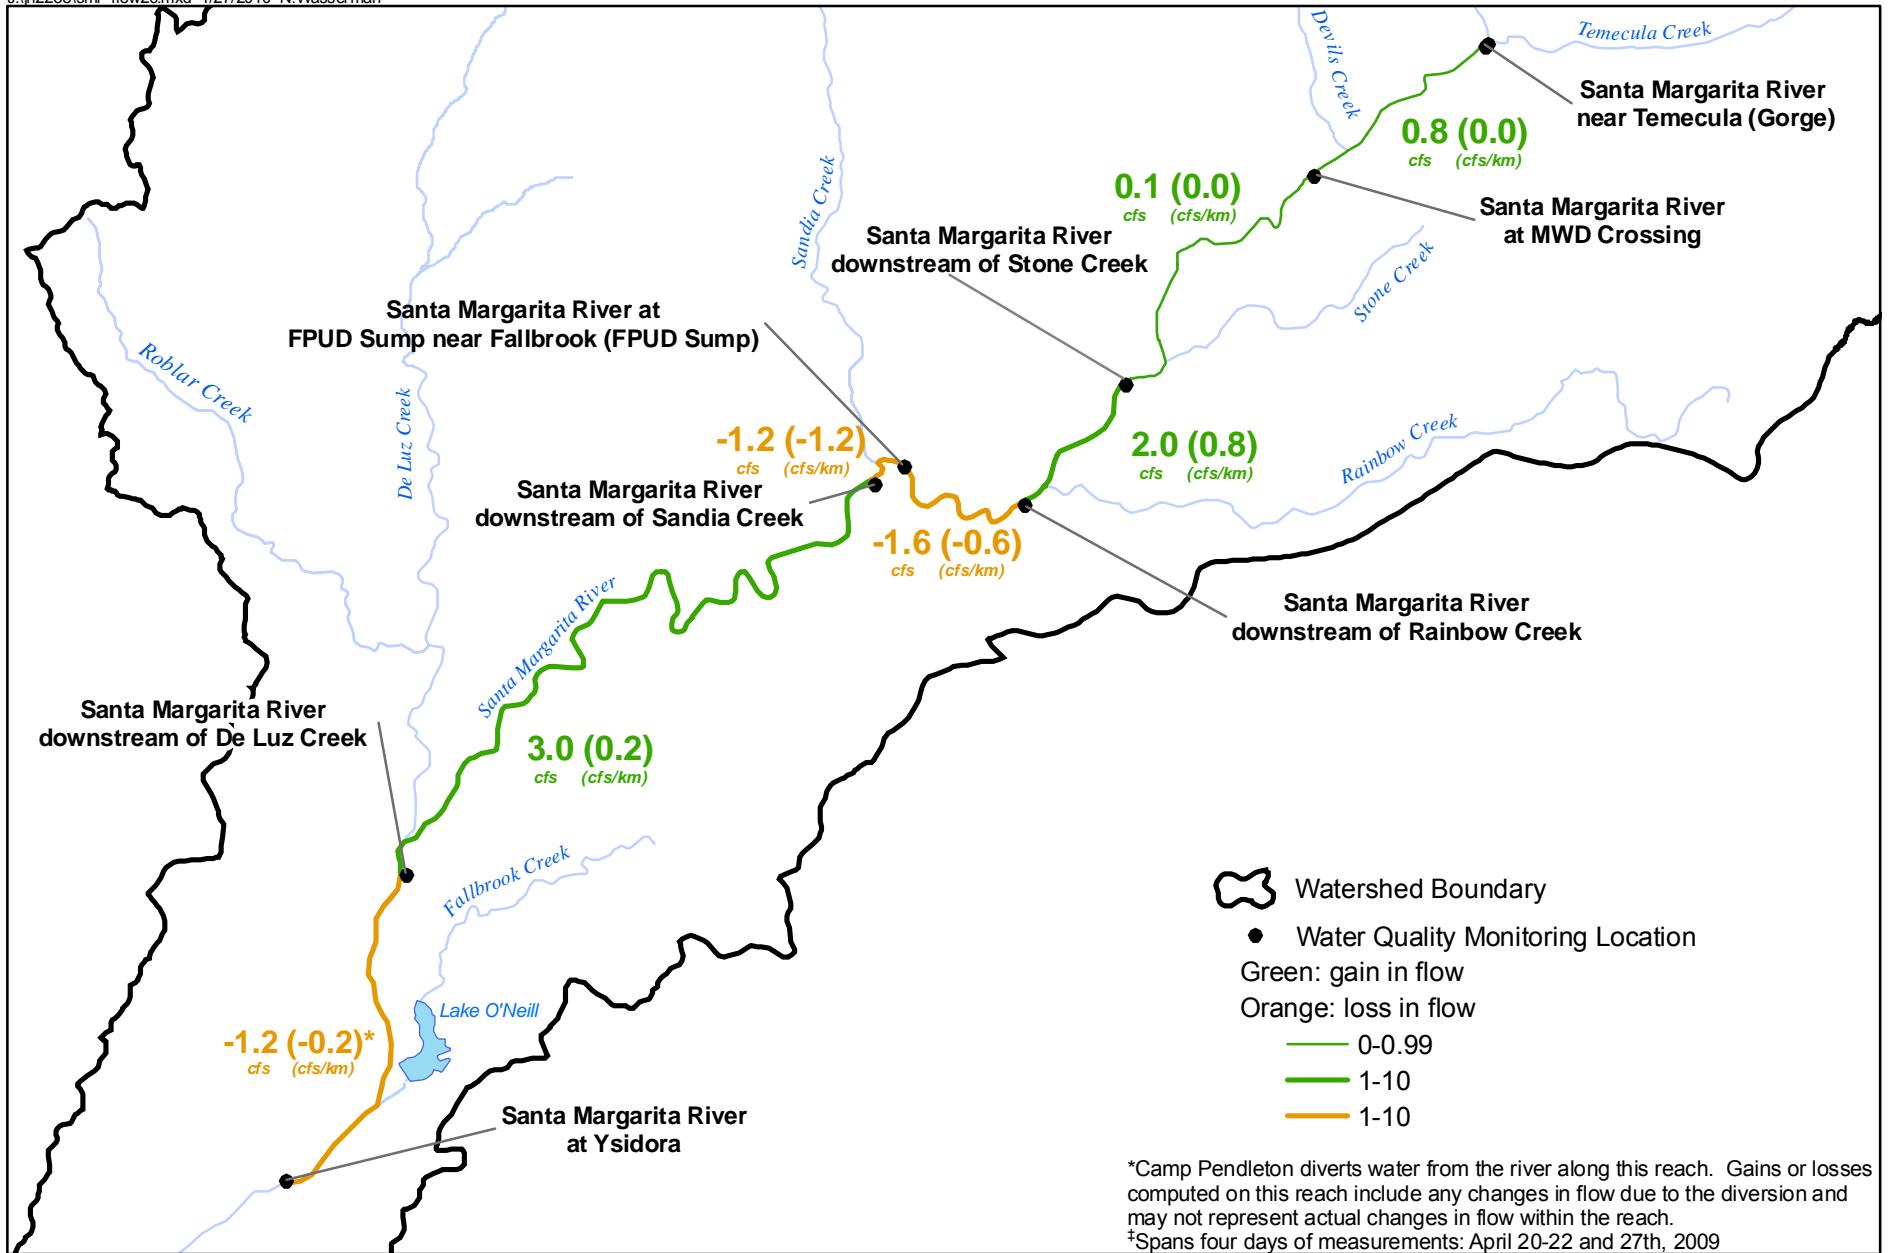 Devils Creek
Temecula Creek
Santa Margarita River
near Temecula (Gorge)
0.8 (0.0)
cfs (cfs/km)
0.1 (0.0)
cfs (cfs/km)
Santa Margarita River
at MWD Crossing
Sandia Creek
Santa Margarita River
downstream of Stone Creek
Stone Creek
Santa Margarita River at
FPUD Sump near Fallbrook (FPUD Sump)
Roblar Creek
De Luz Creek
-1.2 (-1.2)
cfs (cfs/km)
2.0 (0.8)
cfs (cfs/km)
Rainbow Creek
Santa Margarita River
downstream of Sandia Creek
-1.6 (-0.6)
cfs (cfs/km)
Santa Margarita River
downstream of Rainbow Creek
Santa Margarita River
Santa Margarita River
downstream of De Luz Creek
3.0 (0.2)
cfs (cfs/km)
Fallbrook Creek
Lake O'Neill
-1.2 (-0.2)*
cfs (cfs/km)
Santa Margarita River
at Ysidora
Watershed Boundary
Water Quality Monitoring Location
Green: gain in flow
Orange: loss in flow
0-0.99
1-10
1-10
*Camp Pendleton diverts water from the river along this reach. Gains or losses
computed on this reach include any changes in flow due to the diversion and
may not represent actual changes in flow within the reach.
‡Spans four days of measurements: April 20-22 and 27th, 2009